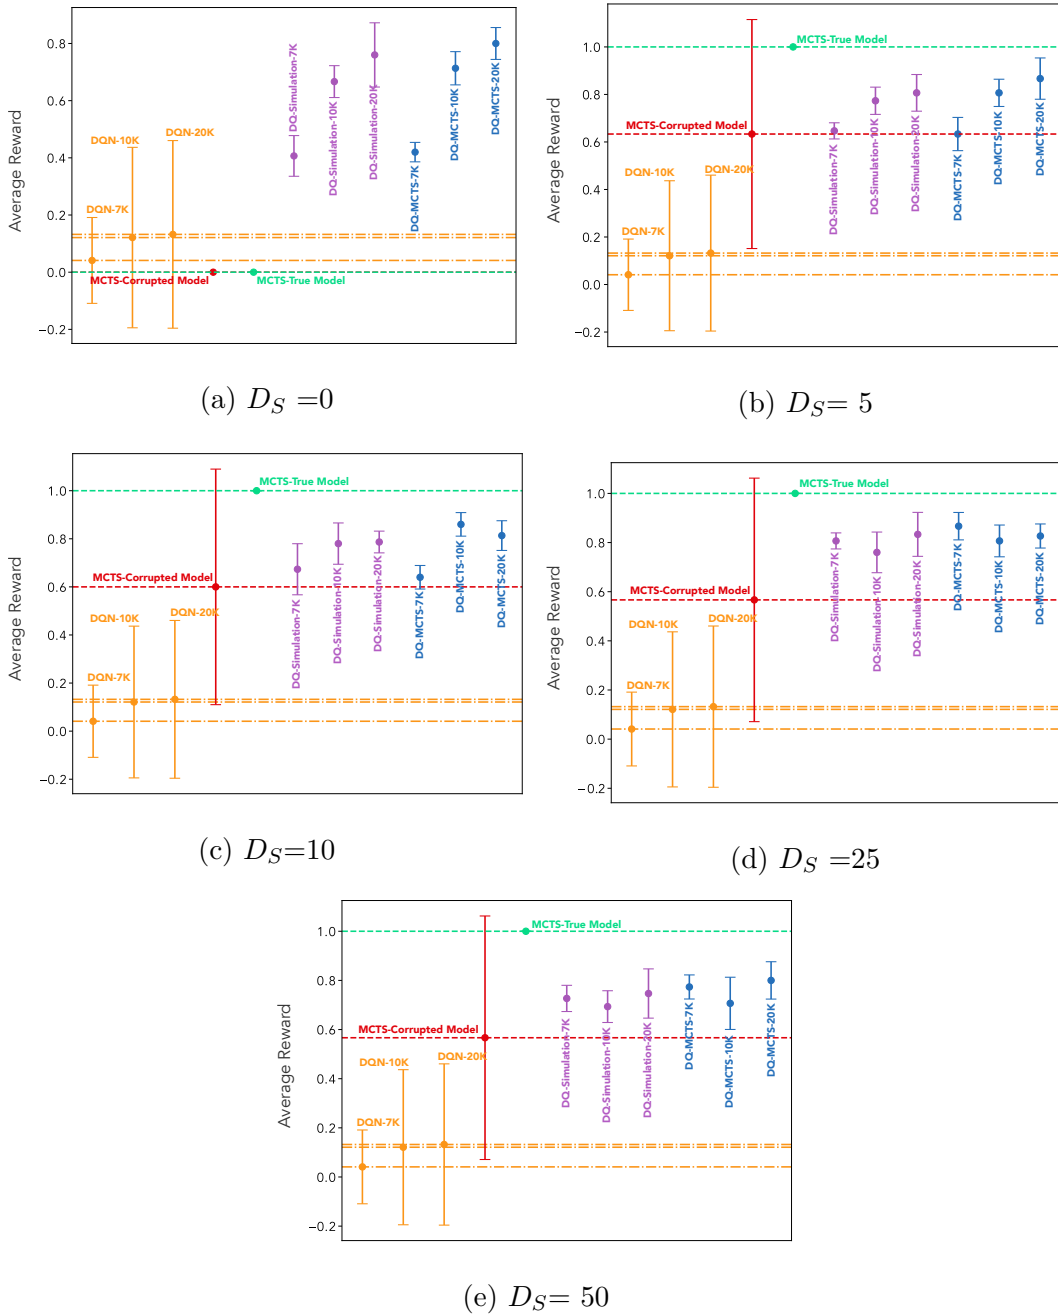 Average Reward
0.8
0.6
0.4
0.2
0.0
−0.2
DQN-7K
DQN-10K
DQN-20K
MCTS-Corrupted Model
MCTS-True Model
DQ-Simulation-7K
DQ-Simulation-10K
DQ-Simulation-20K
DQ-MCTS-7K
DQ-MCTS-10K
DQ-MCTS-20K
(a) D_S =0
Average Reward
1.0
0.8
0.6
0.4
0.2
0.0
−0.2
DQN-7K
DQN-10K
DQN-20K
MCTS-Corrupted Model
MCTS-True Model
DQ-Simulation-7K
DQ-Simulation-10K
DQ-Simulation-20K
DQ-MCTS-7K
DQ-MCTS-10K
DQ-MCTS-20K
(b) D_S= 5
Average Reward
1.0
0.8
0.6
0.4
0.2
0.0
−0.2
DQN-7K
DQN-10K
DQN-20K
MCTS-Corrupted Model
MCTS-True Model
DQ-Simulation-7K
DQ-Simulation-10K
DQ-Simulation-20K
DQ-MCTS-7K
DQ-MCTS-10K
DQ-MCTS-20K
(c) D_S=10
Average Reward
1.0
0.8
0.6
0.4
0.2
0.0
−0.2
DQN-7K
DQN-10K
DQN-20K
MCTS-Corrupted Model
MCTS-True Model
DQ-Simulation-7K
DQ-Simulation-10K
DQ-Simulation-20K
DQ-MCTS-7K
DQ-MCTS-10K
DQ-MCTS-20K
(d) D_S =25
Average Reward
1.0
0.8
0.6
0.4
0.2
0.0
−0.2
DQN-7K
DQN-10K
DQN-20K
MCTS-Corrupted Model
MCTS-True Model
DQ-Simulation-7K
DQ-Simulation-10K
DQ-Simulation-20K
DQ-MCTS-7K
DQ-MCTS-10K
DQ-MCTS-20K
(e) D_S= 50